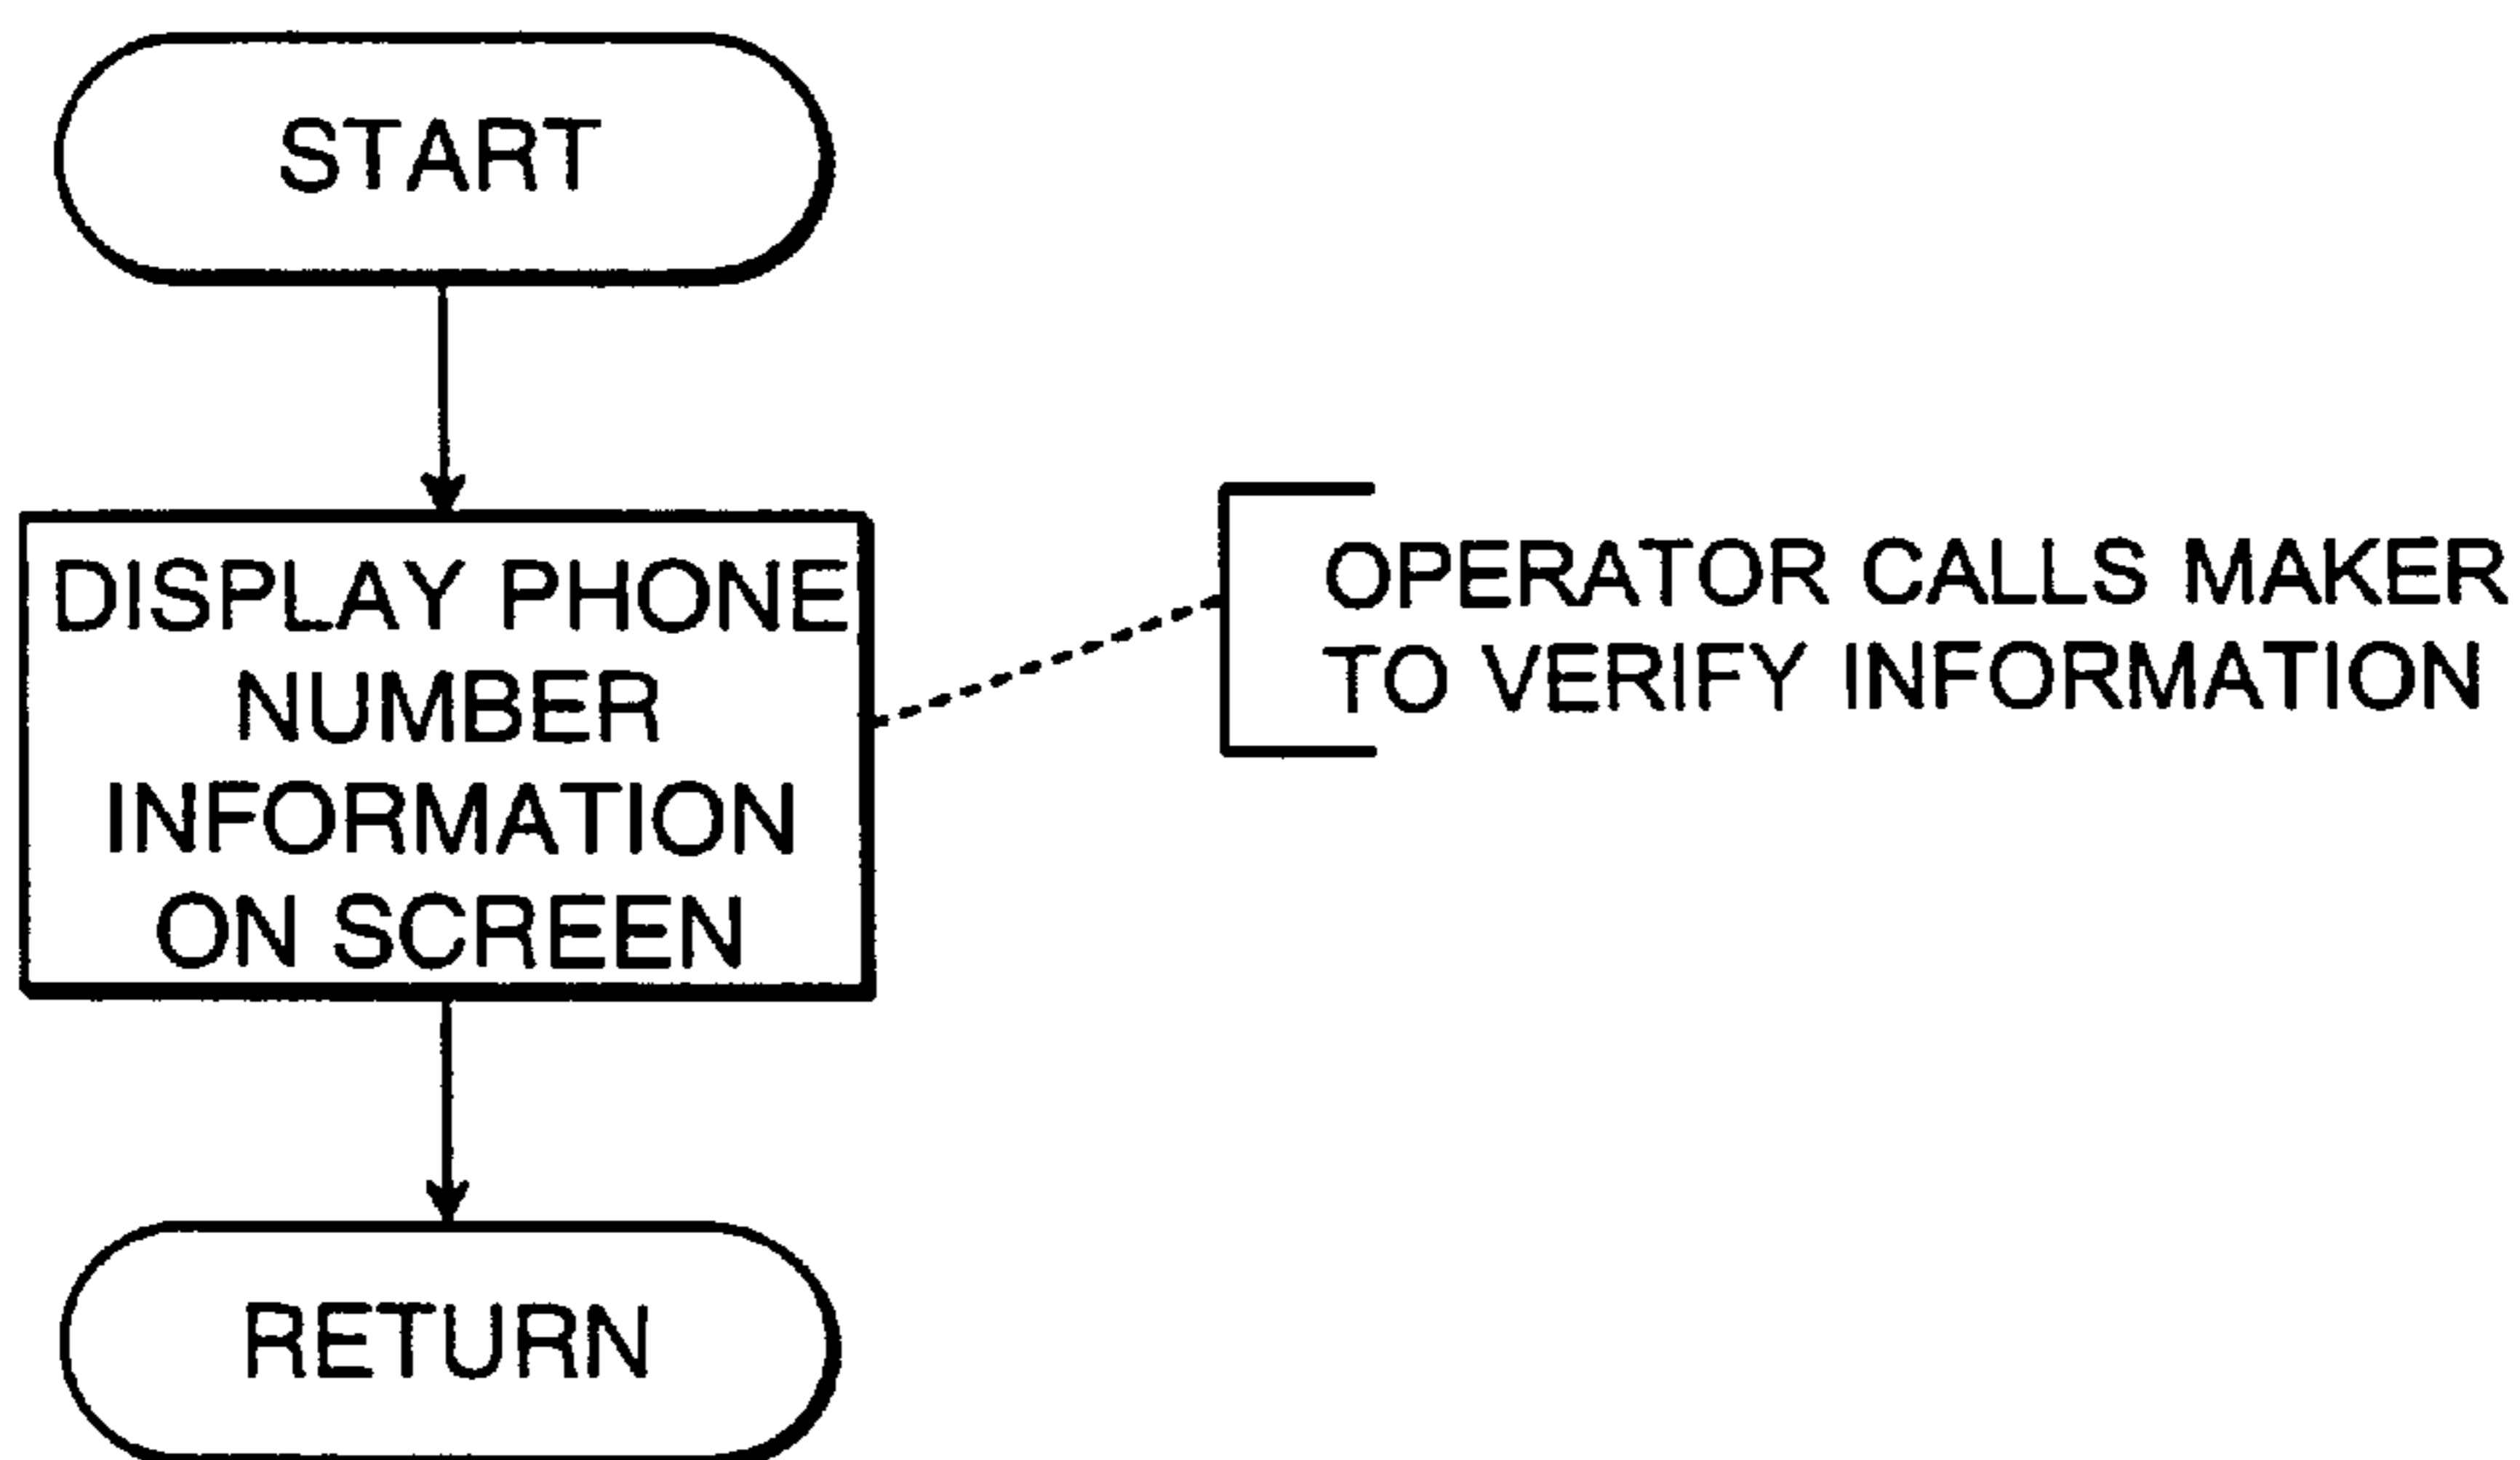 START
DISPLAY PHONE
NUMBER
INFORMATION
ON SCREEN
OPERATOR CALLS MAKER
TO VERIFY INFORMATION
RETURN